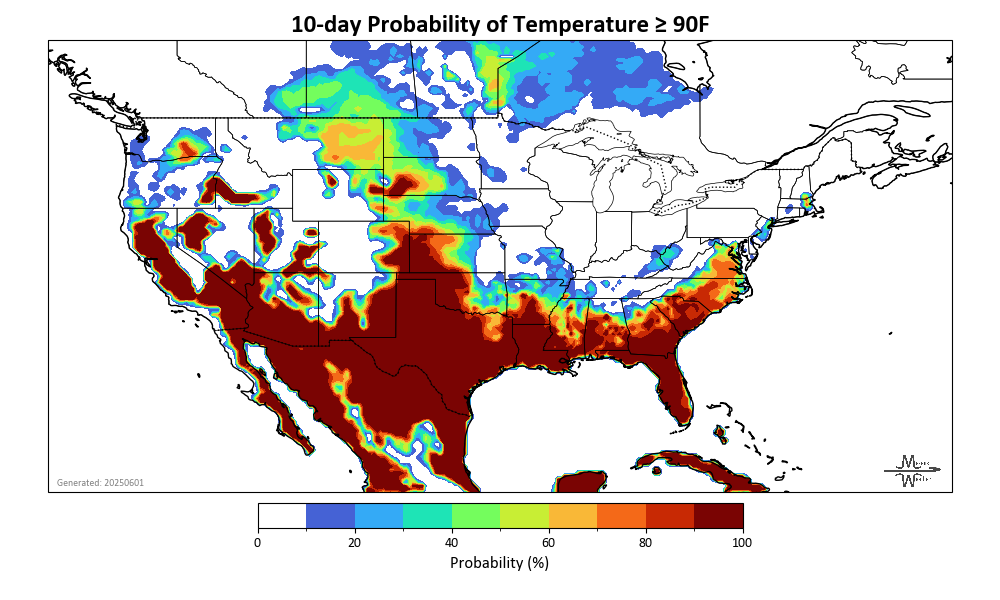 10-day Probability of Temperature ≥ 90F
Generated: 20250601
0 20 40 60 80 100
Probability (%)